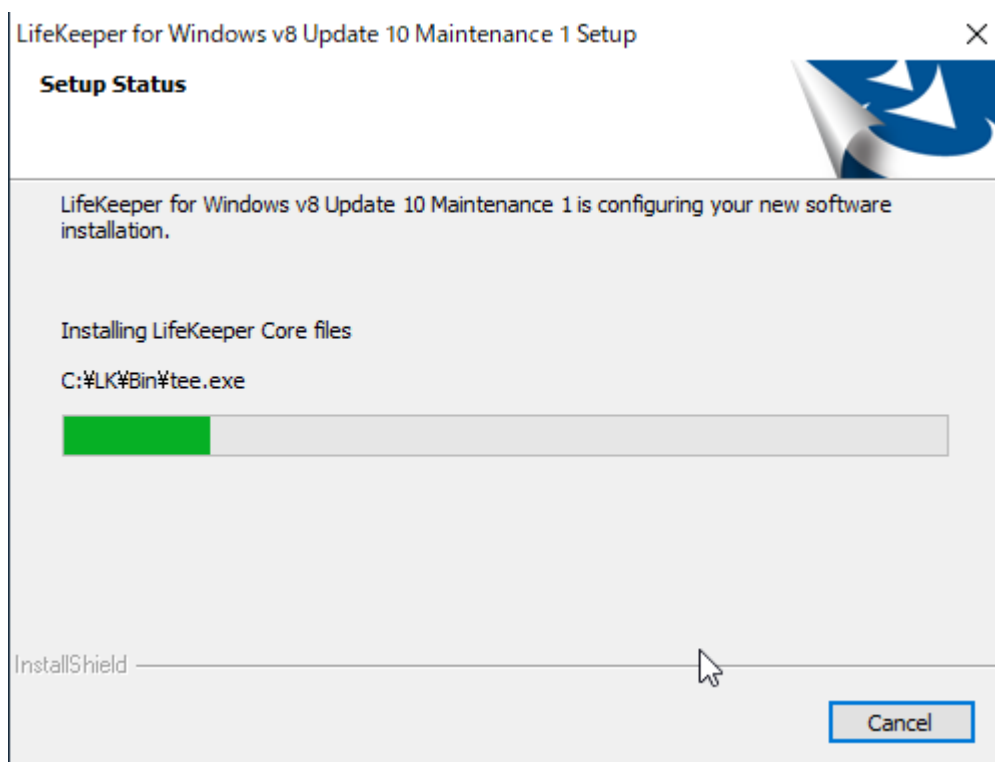 LifeKeeper for Windows v8 Update 10 Maintenance 1 Setup
Setup Status
LifeKeeper for Windows v8 Update 10 Maintenance 1 is configuring your new software
installation.
Installing LifeKeeper Core files
C:¥LK¥Bin¥tee.exe
InstallShield
Cancel